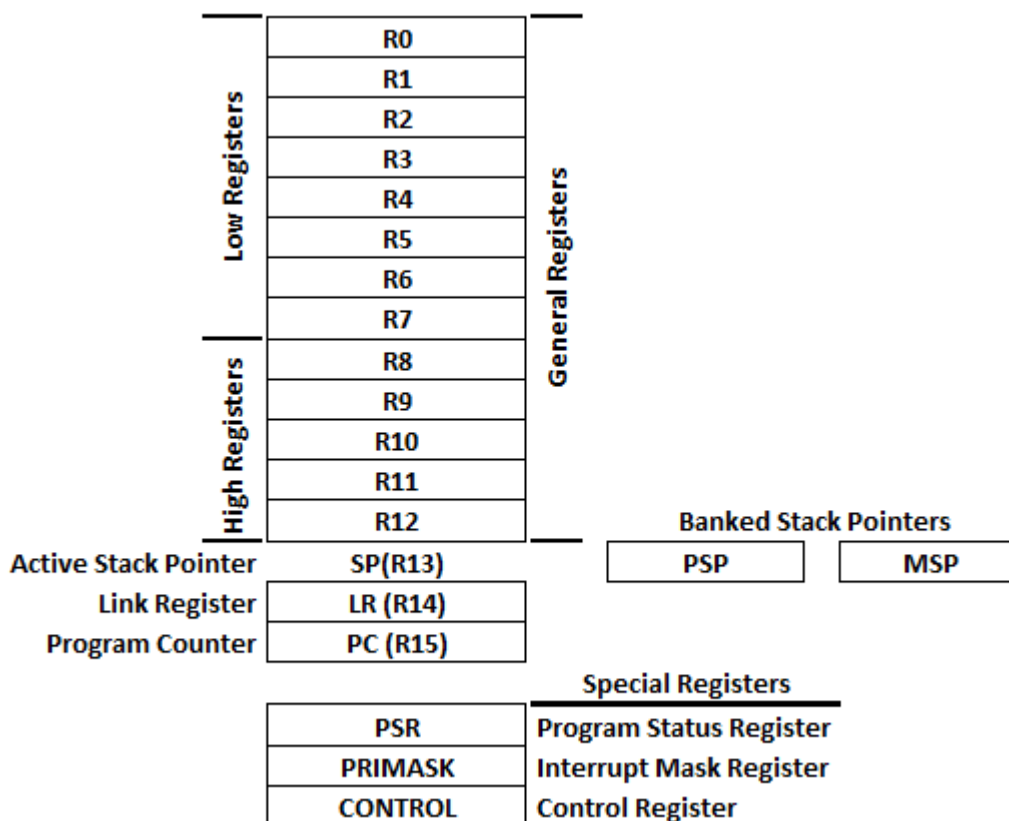 R0
R1
R2
R3
R4
R5
R6
R7
R8
R9
R10
R11
R12
Low Registers
High Registers
General Registers
Banked Stack Pointers
Active Stack Pointer SP(R13) PSP MSP
Link Register LR (R14)
Program Counter PC (R15)
Special Registers
PSR Program Status Register
PRIMASK Interrupt Mask Register
CONTROL Control Register